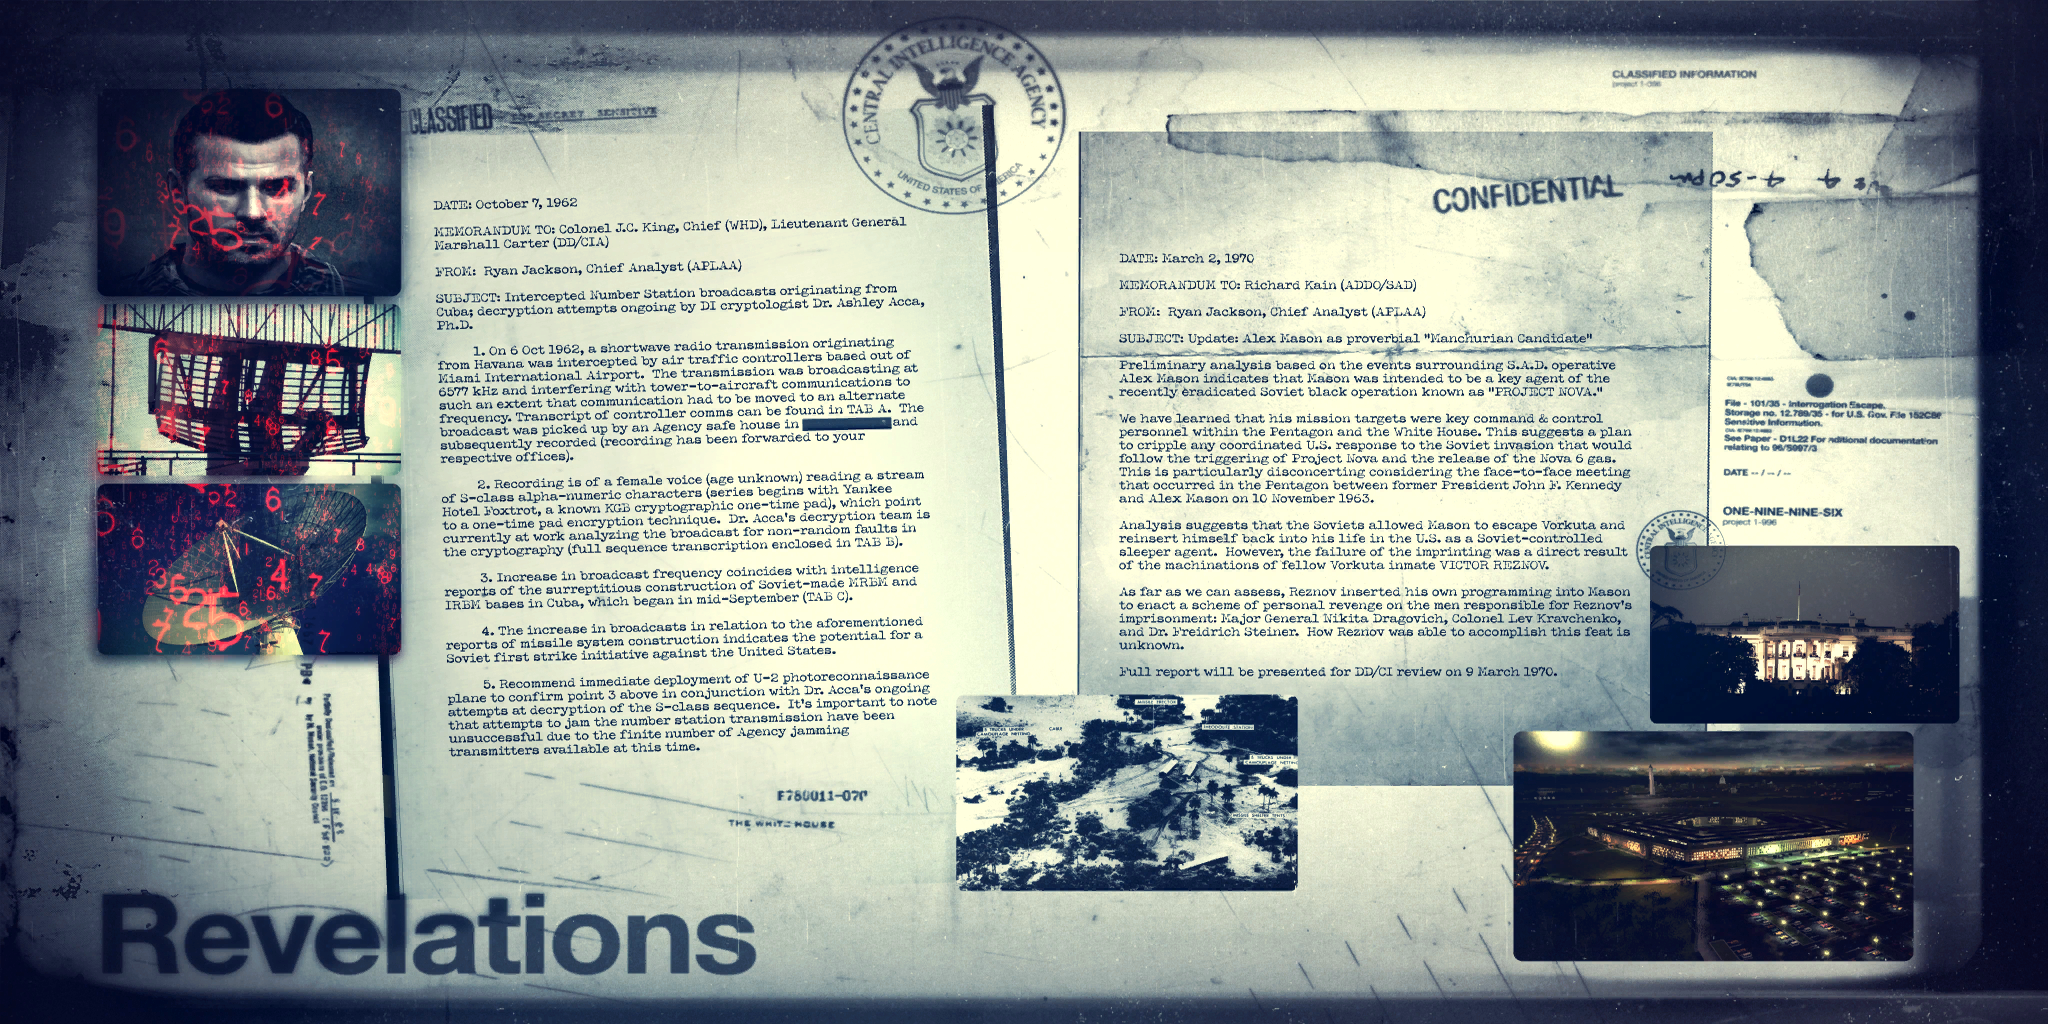 CLASSIFIED
TOP SECRET SENSITIVE
CENTRAL INTELLIGENCE AGENCY
UNITED STATES OF AMERICA
DATE: October 7, 1962
MEMORANDUM TO: Colonel J.C. King, Chief (WHD), Lieutenant General
Marshall Carter (DD/CIA)
FROM: Ryan Jackson, Chief Analyst (APLAA)
SUBJECT: Intercepted Number Station broadcasts originating from
Cuba; decryption attempts ongoing by DI cryptologist Dr. Ashley Acca,
Ph.D.
1. On 6 Oct 1962, a shortwave radio transmission originating
from Havana was intercepted by air traffic controllers based out of
Miami International Airport. The transmission was broadcasting at
6577 kHz and interfering with tower-to-aircraft communications to
such an extent that communication had to be moved to an alternate
frequency. Transcript of controller comms can be found in TAB A. The
broadcast was picked up by an Agency safe house in and
subsequently recorded (recording has been forwarded to your
respective offices).
2. Recording is of a female voice (age unknown) reading a stream
of S-class alpha-numeric characters (series begins with Yankee
Hotel Foxtrot, a known KGB cryptographic one-time pad), which point
to a one-time pad encryption technique. Dr. Acca's decryption team is
currently at work analyzing the broadcast for non-random faults in
the cryptography (full sequence transcription enclosed in TAB B).
3. Increase in broadcast frequency coincides with intelligence
reports of the surreptitious construction of Soviet-made MRBM and
IRBM bases in Cuba, which began in mid-September (TAB C).
4. The increase in broadcasts in relation to the aforementioned
reports of missile system construction indicates the potential for a
Soviet first strike initiative against the United States.
5. Recommend immediate deployment of U-2 photoreconnaissance
plane to confirm point 3 above in conjunction with Dr. Acca's ongoing
attempts at decryption of the S-class sequence. It's important to note
that attempts to jam the number station transmission have been
unsuccessful due to the finite number of Agency jamming
transmitters available at this time.
THE WHITE HOUSE
Revelations
CLASSIFIED INFORMATION
project 1-996
CONFIDENTIAL
DATE: March 2, 1970
MEMORANDUM TO: Richard Kain (ADDO/SAD)
FROM: Ryan Jackson, Chief Analyst (APLAA)
SUBJECT: Update: Alex Mason as proverbial "Manchurian Candidate"
Preliminary analysis based on the events surrounding S.A.D. operative
Alex Mason indicates that Mason was intended to be a key agent of the
recently eradicated Soviet black operation known as "PROJECT NOVA."
We have learned that his mission targets were key command & control
personnel within the Pentagon and the White House. This suggests a plan
to cripple any coordinated U.S. response to the Soviet invasion that would
follow the triggering of Project Nova and the release of the Nova 6 gas.
This is particularly disconcerting considering the face-to-face meeting
that occurred in the Pentagon between former President John F. Kennedy
and Alex Mason on 10 November 1963.
Analysis suggests that the Soviets allowed Mason to escape Vorkuta and
reinsert himself back into his life in the U.S. as a Soviet-controlled
sleeper agent. However, the failure of the imprinting was a direct result
of the machinations of fellow Vorkuta inmate VICTOR REZNOV.
As far as we can assess, Reznov inserted his own programming into Mason
to enact a scheme of personal revenge on the men responsible for Reznov's
imprisonment: Major General Nikita Dragovich, Colonel Lev Kravchenko,
and Dr. Freidrich Steiner. How Reznov was able to accomplish this feat is
unknown.
Full report will be presented for DD/CI review on 9 March 1970.
File - 101/35 - Interrogation Escape.
Storage no. 12.789/35 - for U.S. Gov. File
Sensitive Information.
See Paper - D1L22 For aditional documentation
relating to 96/S997/3
DATE -- / -- / --
ONE-NINE-NINE-SIX
project 1-996
MISSILE ERECTOR
CABLE
THEODOLITE STATION
MISSILE SHELTER TENTS